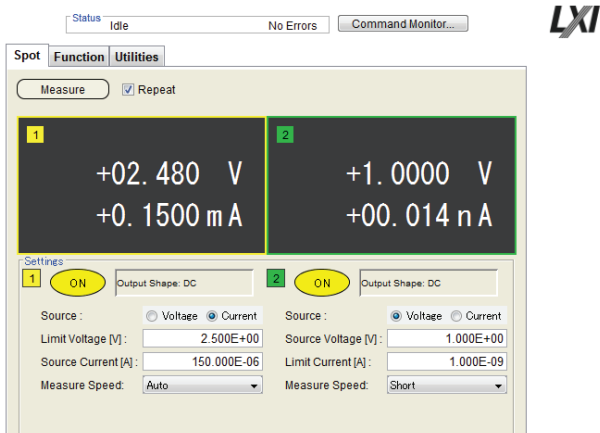 Status
Idle No Errors Command Monitor...
LXI
Spot Function Utilities
Measure Repeat
1 2
+02.480 V +1.0000 V
+0.1500 mA +00.014 nA
Settings
1 ON Output Shape: DC 2 ON Output Shape: DC
Source : Voltage Current Source : Voltage Current
Limit Voltage [V] : 2.500E+00 Source Voltage [V] : 1.000E+00
Source Current [A] : 150.000E-06 Limit Current [A] : 1.000E-09
Measure Speed: Auto Measure Speed: Short